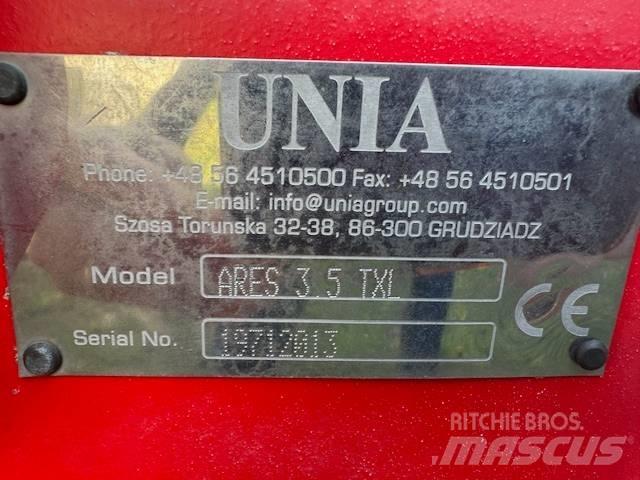 UNIA
Phone: +48 56 4510500 Fax: +48 56 4510501
E-mail: info@uniagroup.com
Szosa Torunska 32-38, 86-300 GRUDZIADZ
Model ARES 3.5 TXL
Serial No. 19712013
CE
RITCHIE BROS.
MASCUS